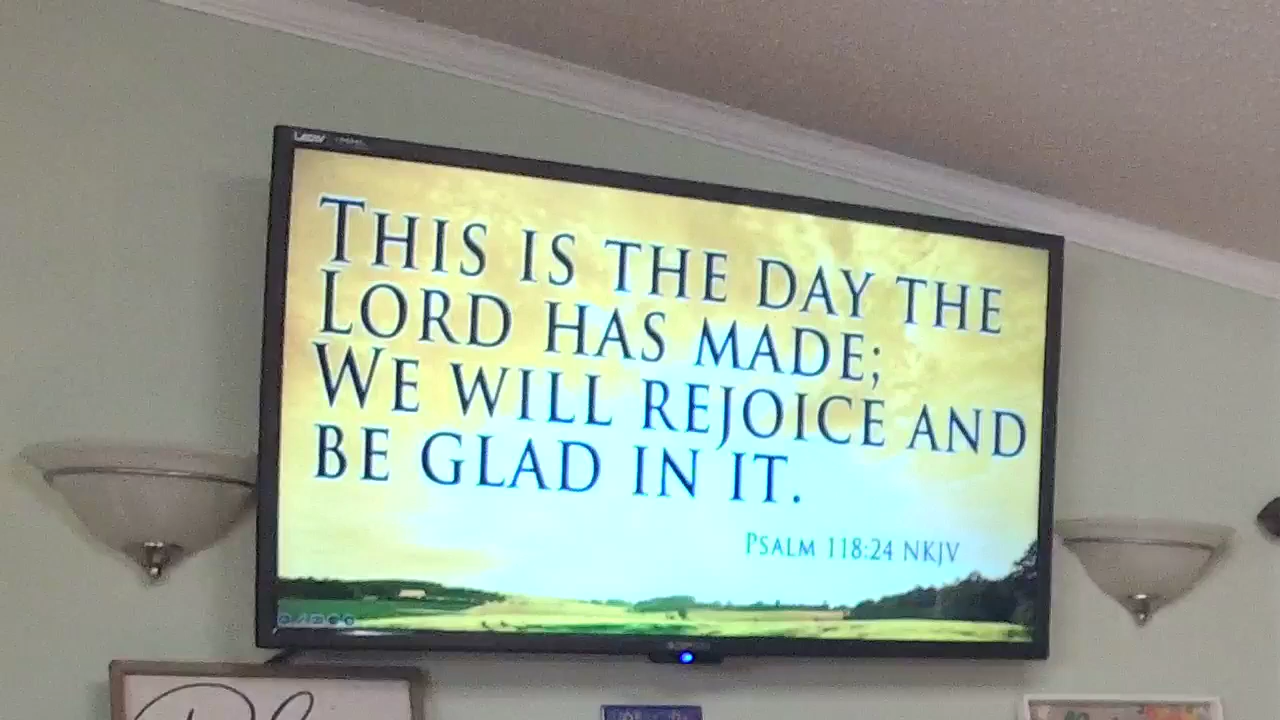 THIS IS THE DAY THE
LORD HAS MADE;
WE WILL REJOICE AND
BE GLAD IN IT.
PSALM 118:24 NKJV